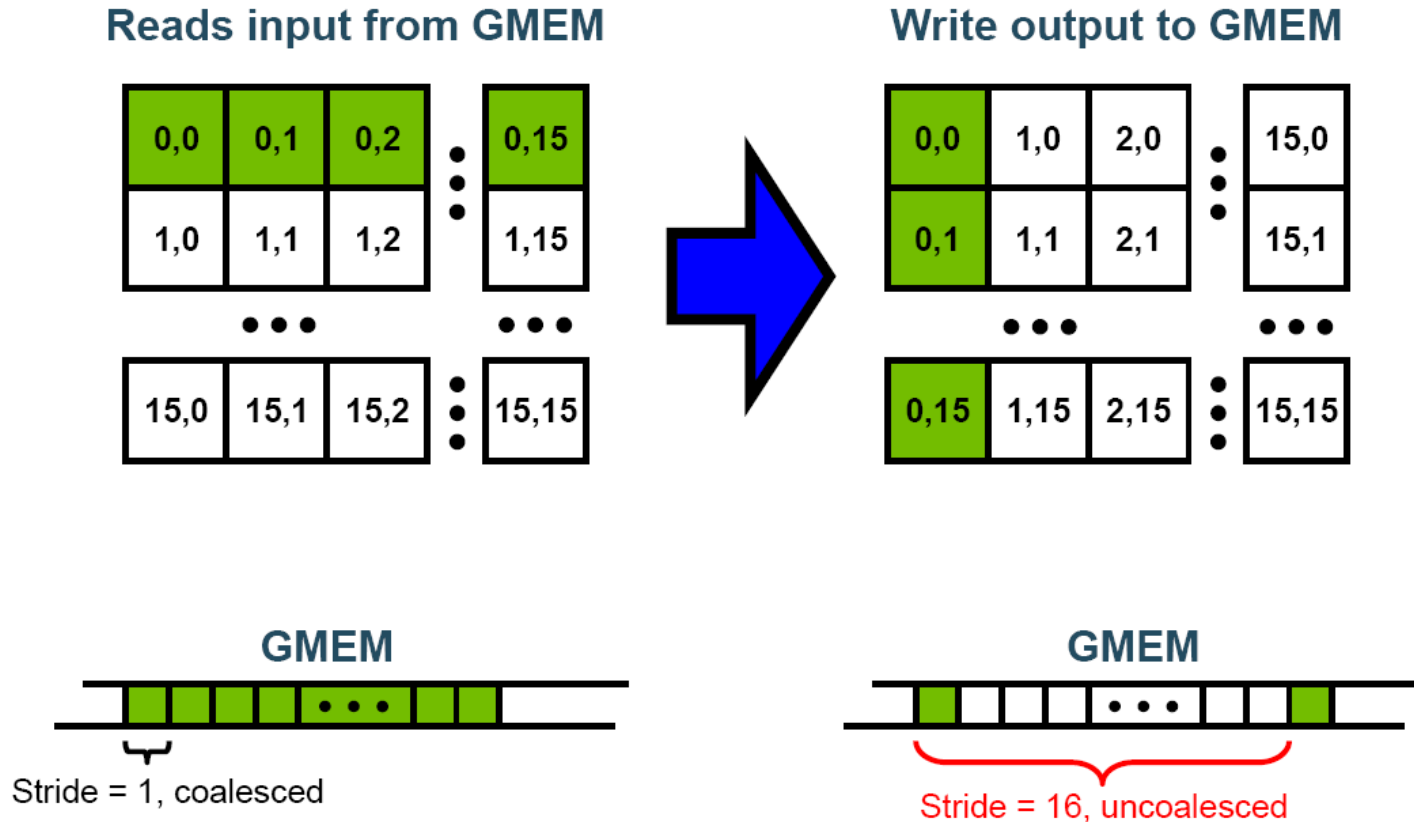 Reads input from GMEM
0,0 0,1 0,2 0,15
1,0 1,1 1,2 1,15
15,0 15,1 15,2 15,15
Write output to GMEM
0,0 1,0 2,0 15,0
0,1 1,1 2,1 15,1
0,15 1,15 2,15 15,15
GMEM
Stride = 1, coalesced
GMEM
Stride = 16, uncoalesced